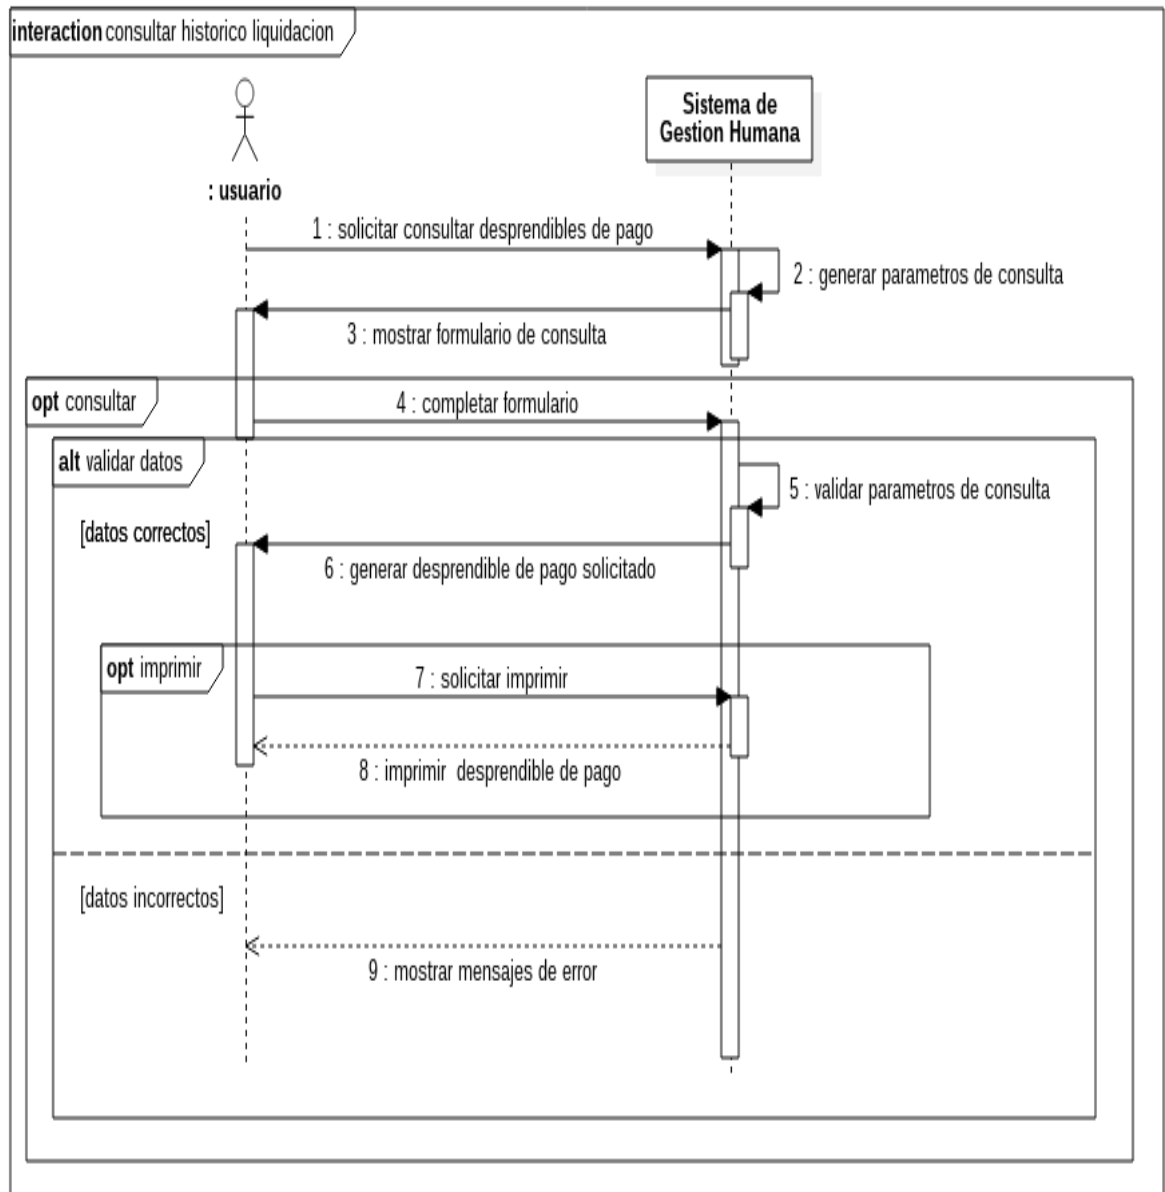 interaction consultar historico liquidacion
Sistema de
Gestion Humana
: usuario
1 : solicitar consultar desprendibles de pago
2 : generar parametros de consulta
3 : mostrar formulario de consulta
opt consultar
4 : completar formulario
alt validar datos
5 : validar parametros de consulta
[datos correctos]
6 : generar desprendible de pago solicitado
opt imprimir
7 : solicitar imprimir
8 : imprimir  desprendible de pago
[datos incorrectos]
9 : mostrar mensajes de error